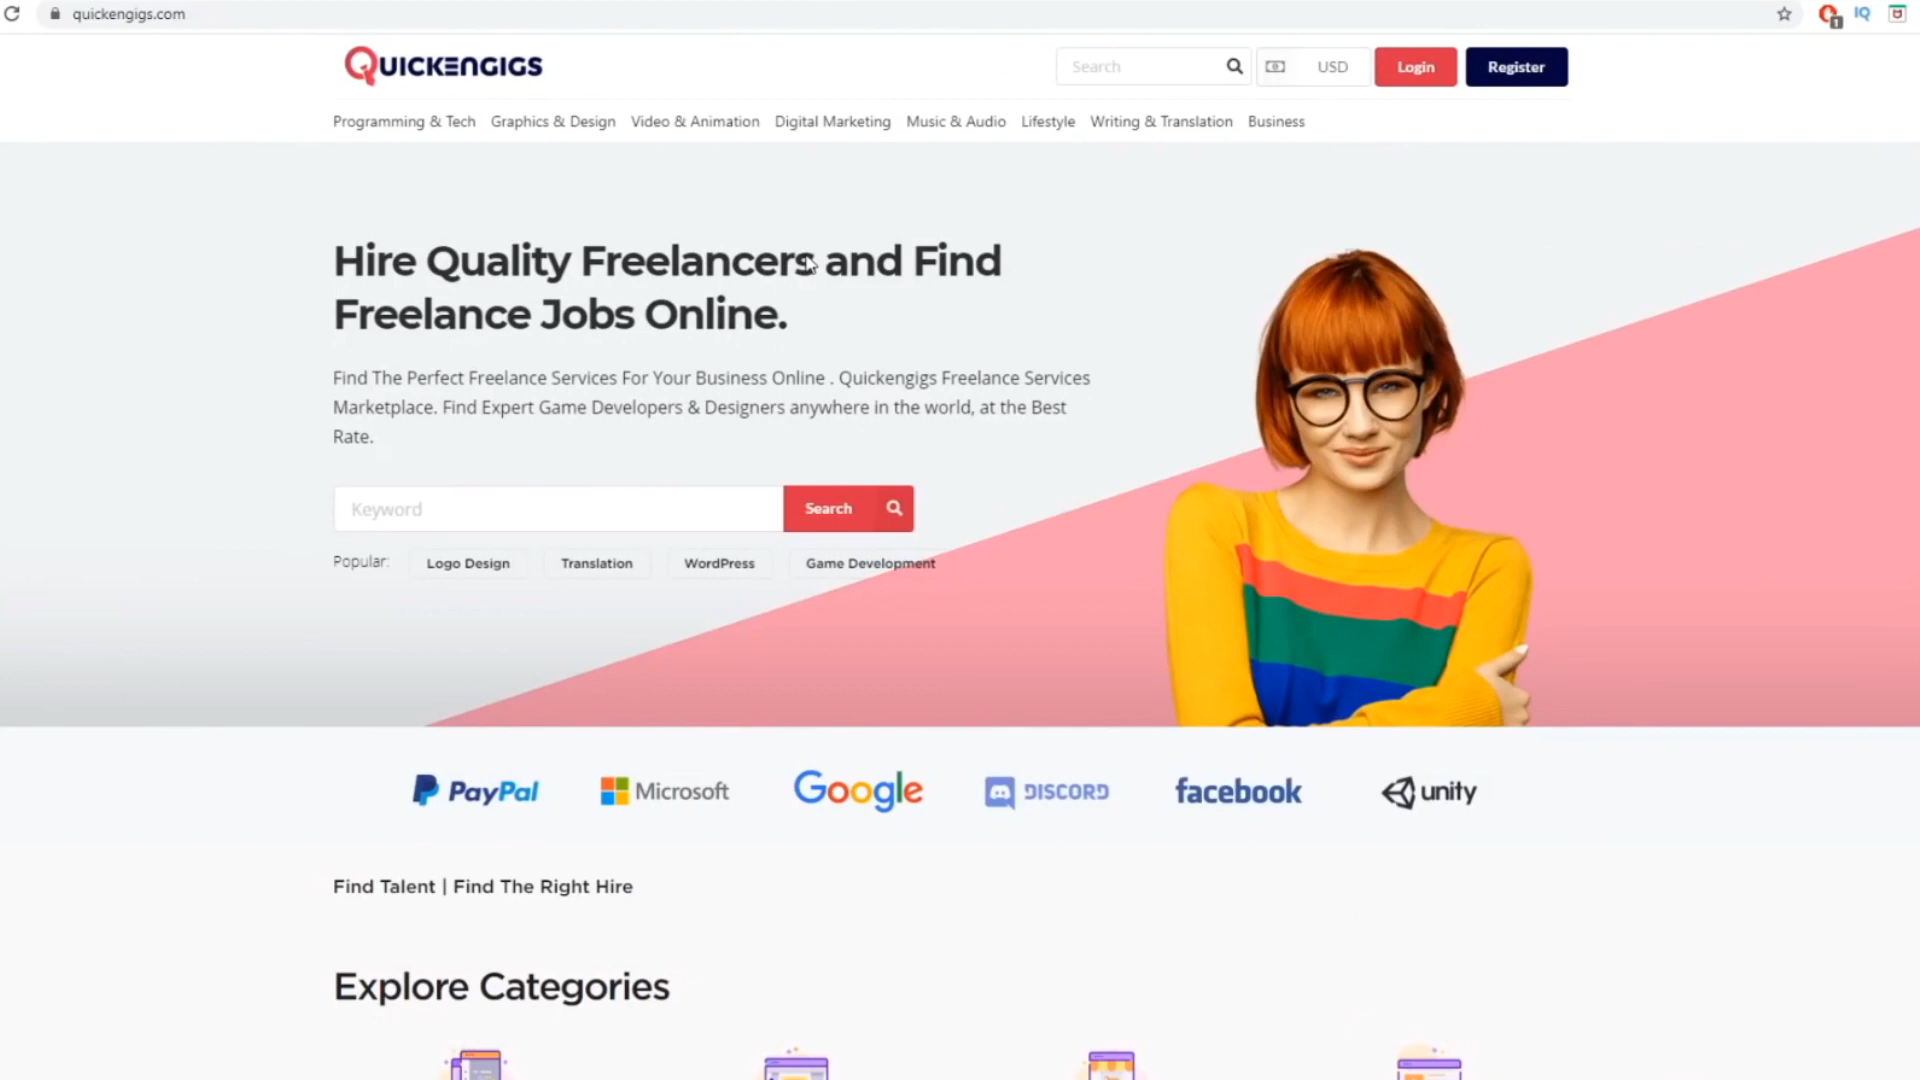 quickengigs.com
IQ
1
QUICKENGIGS
Search
USD
Login
Register
Programming & Tech Graphics & Design Video & Animation Digital Marketing Music & Audio Lifestyle Writing & Translation Business
Hire Quality Freelancers and Find
Freelance Jobs Online.
Find The Perfect Freelance Services For Your Business Online . Quickengigs Freelance Services
Marketplace. Find Expert Game Developers & Designers anywhere in the world, at the Best
Rate.
Keyword
Search
Popular: Logo Design Translation WordPress Game Development
PayPal Microsoft Google DISCORD facebook unity
Find Talent | Find The Right Hire
Explore Categories